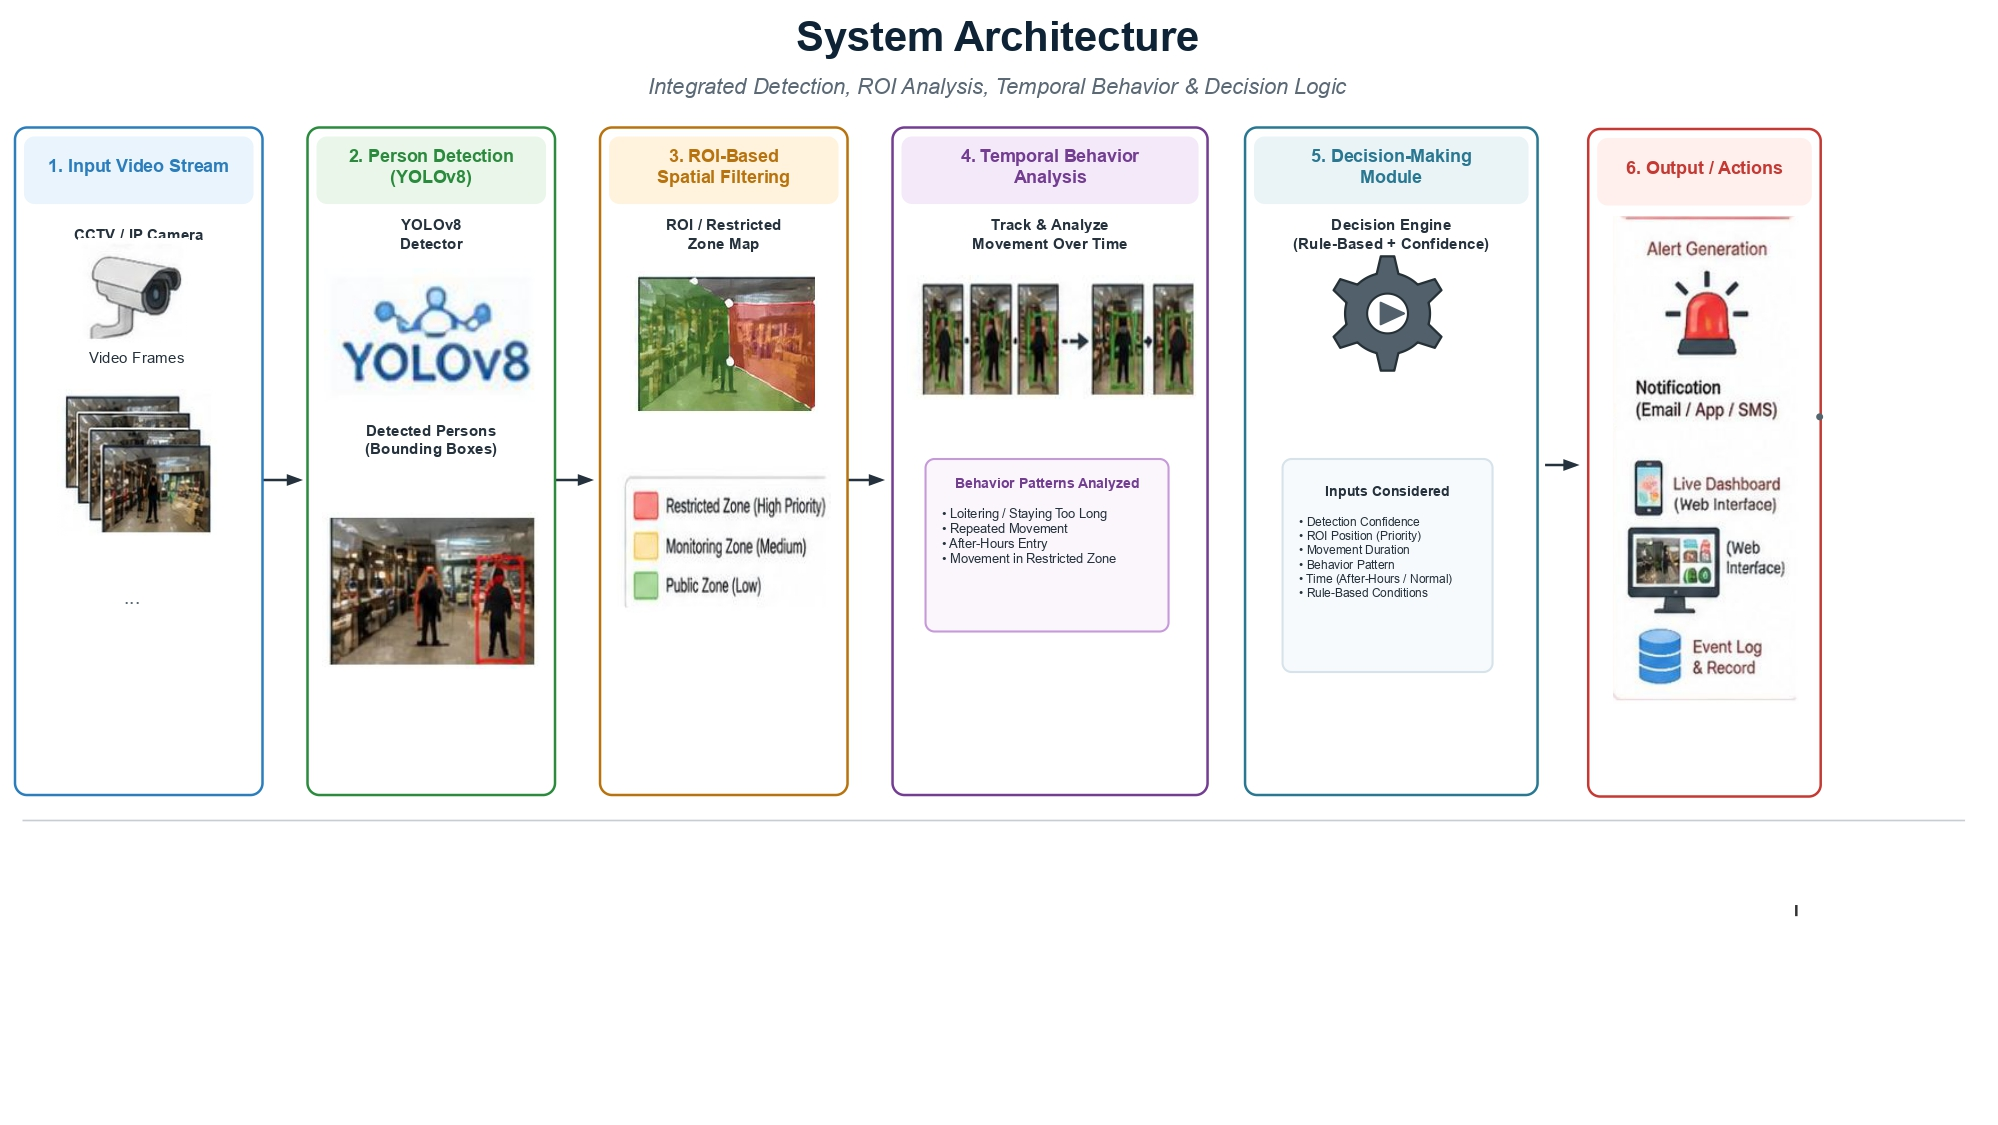 System Architecture
Integrated Detection, ROI Analysis, Temporal Behavior & Decision Logic
1. Input Video Stream
CCTV / IP Camera
Video Frames
...
2. Person Detection
(YOLOv8)
YOLOv8
Detector
YOLOv8
Detected Persons
(Bounding Boxes)
3. ROI-Based
Spatial Filtering
ROI / Restricted
Zone Map
Restricted Zone (High Priority)
Monitoring Zone (Medium)
Public Zone (Low)
4. Temporal Behavior
Analysis
Track & Analyze
Movement Over Time
Behavior Patterns Analyzed
• Loitering / Staying Too Long
• Repeated Movement
• After-Hours Entry
• Movement in Restricted Zone
5. Decision-Making
Module
Decision Engine
(Rule-Based + Confidence)
Inputs Considered
• Detection Confidence
• ROI Position (Priority)
• Movement Duration
• Behavior Pattern
• Time (After-Hours / Normal)
• Rule-Based Conditions
6. Output / Actions
Alert Generation
Notification
(Email / App / SMS)
Live Dashboard
(Web Interface)
(Web
Interface)
Event Log
& Record
I